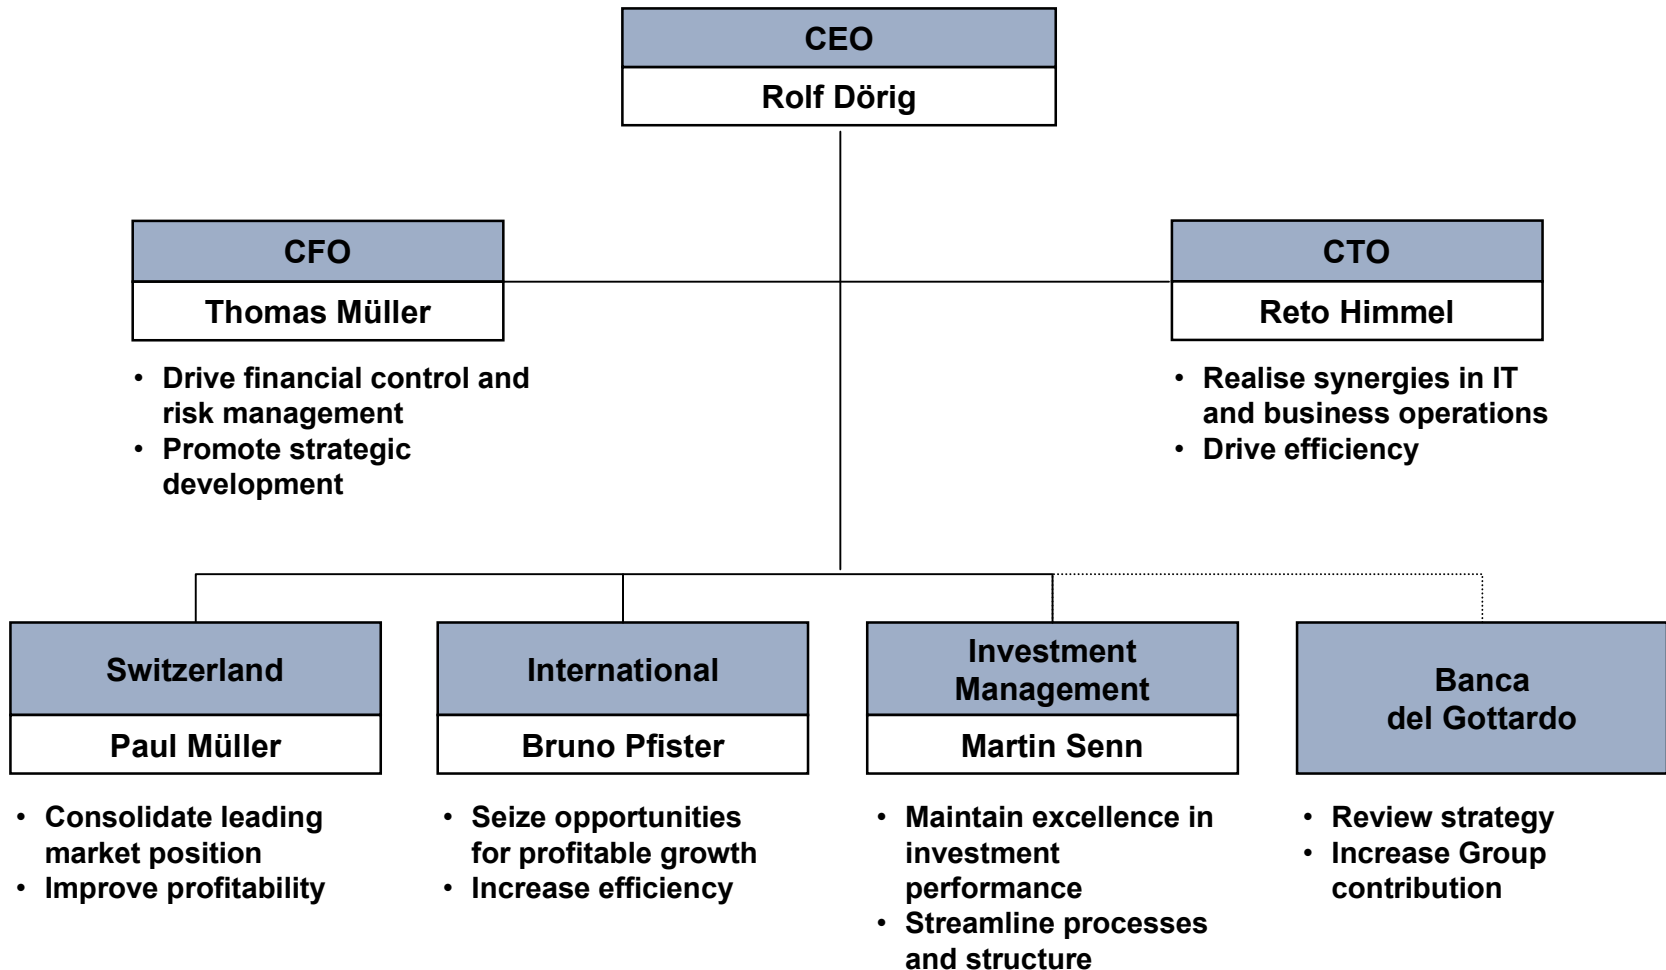 CEO
Rolf Dörig
CFO
Thomas Müller
• Drive financial control and
risk management
• Promote strategic
development
CTO
Reto Himmel
• Realise synergies in IT
and business operations
• Drive efficiency
Switzerland
Paul Müller
• Consolidate leading
market position
• Improve profitability
International
Bruno Pfister
• Seize opportunities
for profitable growth
• Increase efficiency
Investment
Management
Martin Senn
• Maintain excellence in
investment
performance
• Streamline processes
and structure
Banca
del Gottardo
• Review strategy
• Increase Group
contribution